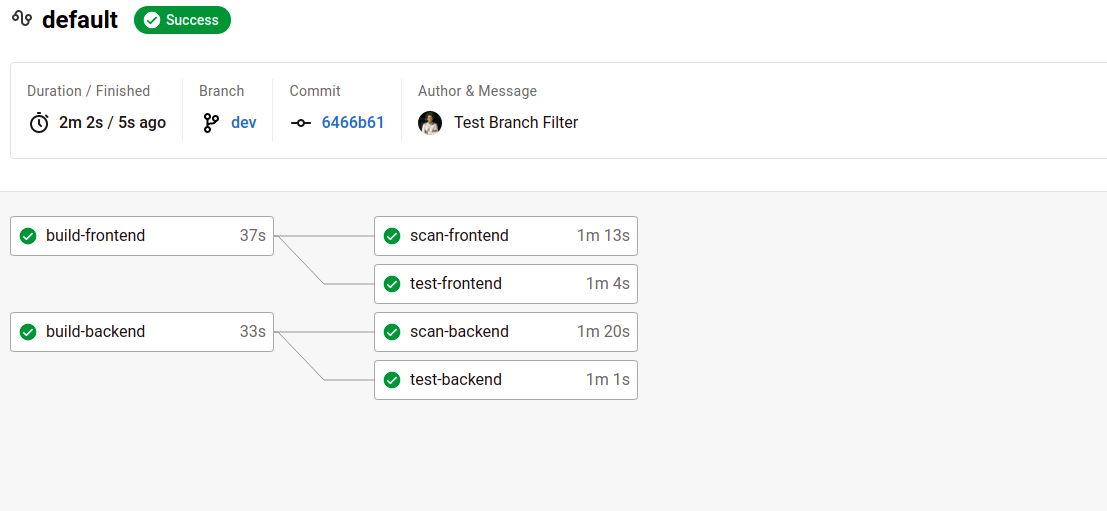 default Success
Duration / Finished Branch Commit Author & Message
2m 2s / 5s ago dev 6466b61 Test Branch Filter
build-frontend 37s scan-frontend 1m 13s
test-frontend 1m 4s
build-backend 33s scan-backend 1m 20s
test-backend 1m 1s